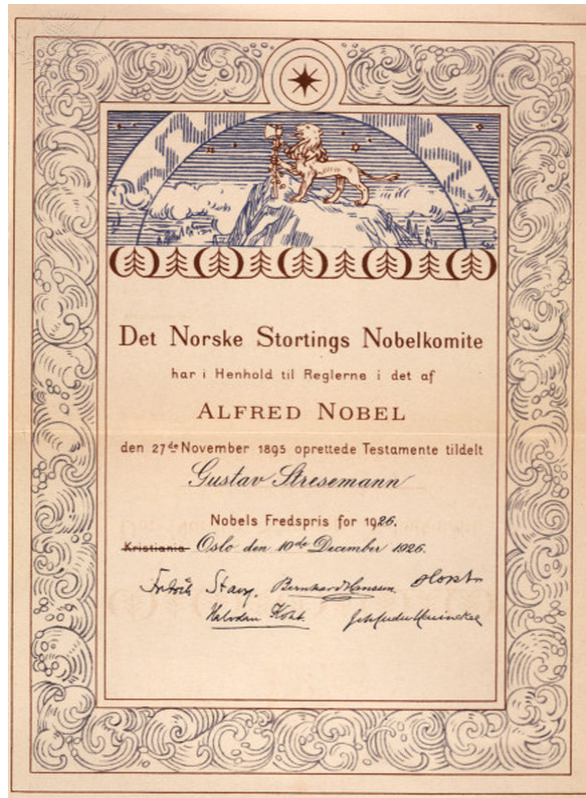 Det Norske Stortings Nobelkomite
har i Henhold til Reglerne i det af
ALFRED NOBEL
den 27de November 1895 oprettede Testamente tildelt
Gustav Stresemann
Nobels Fredspris for 1926.
Kristiania Oslo den 10de December 1926.
Fredrik Stang. Bernhard Hanssen. Horst
Halvdan Koht.